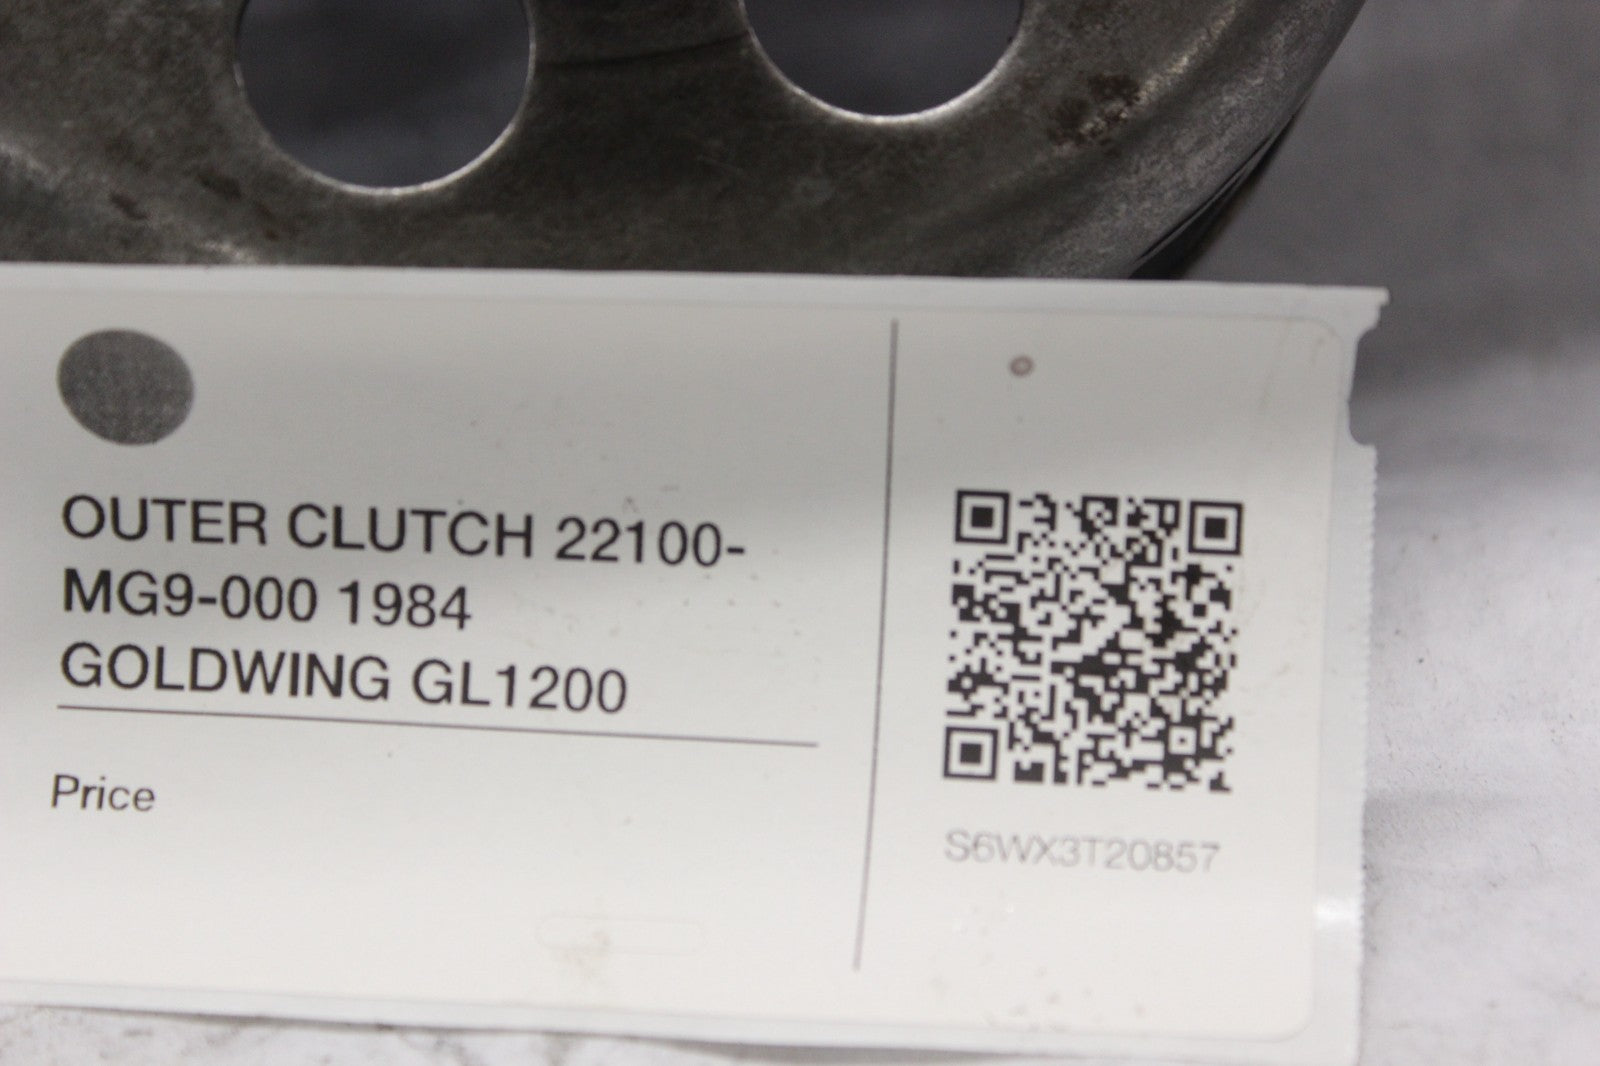 OUTER CLUTCH 22100-
MG9-000 1984
GOLDWING GL1200
Price
S6WX3T20857